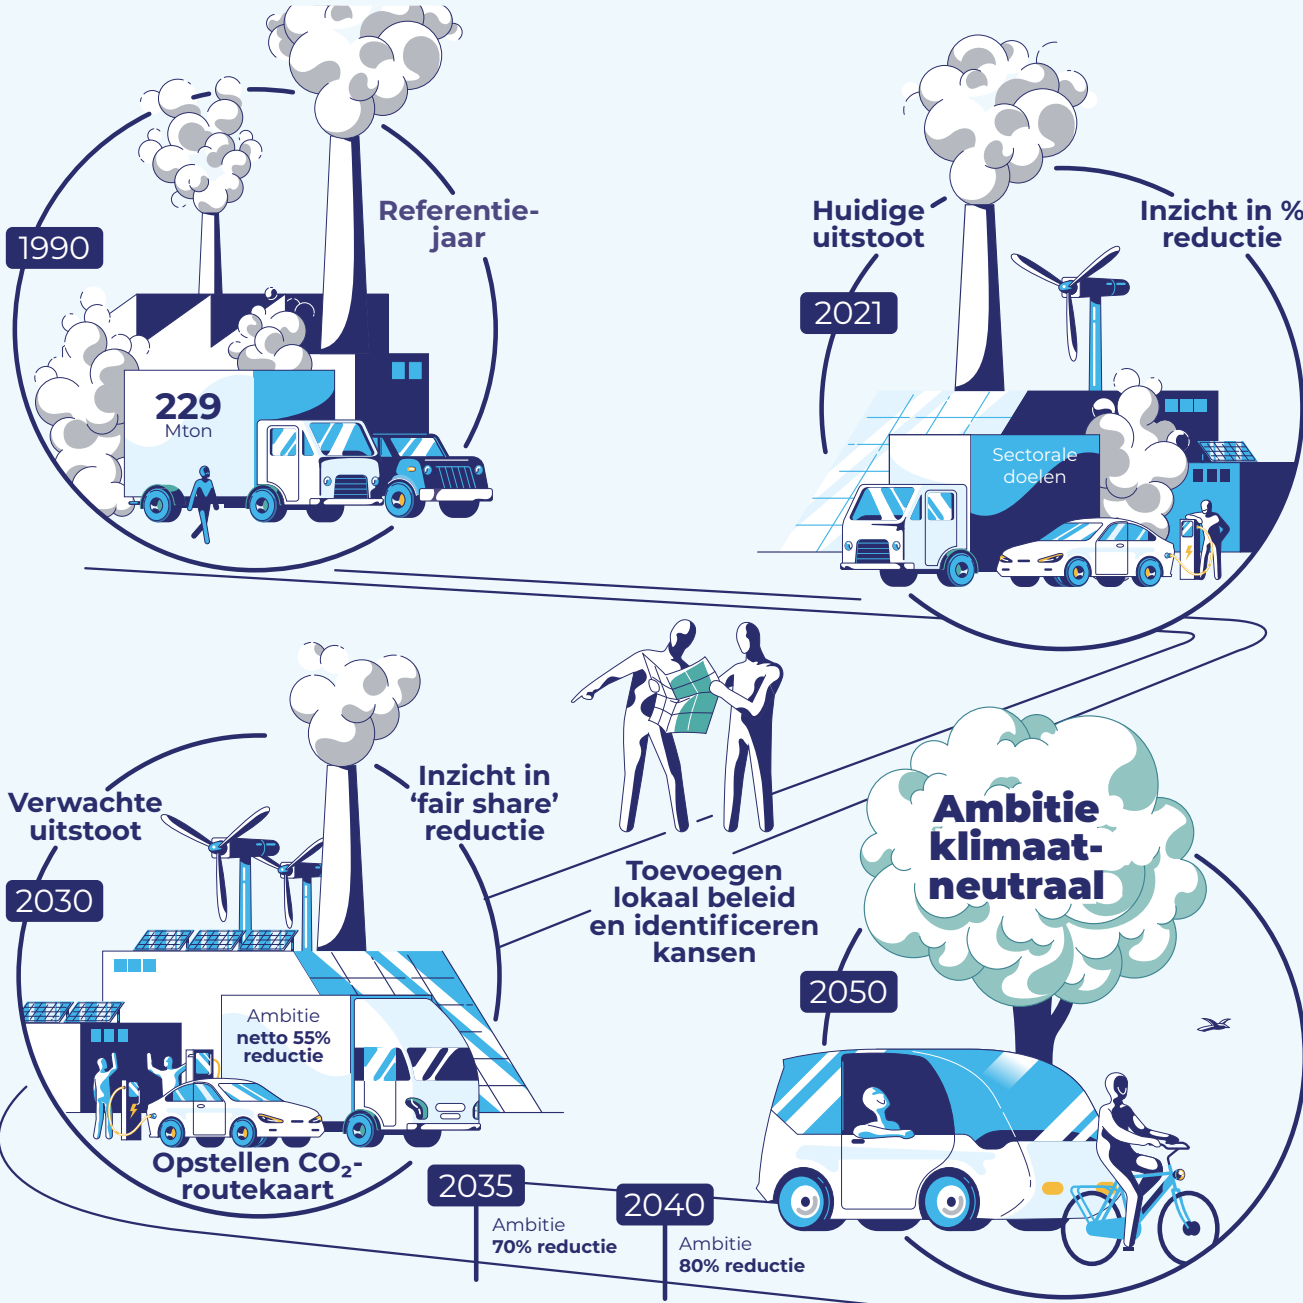 1990
Referentie-
jaar
229
Mton
Huidige
uitstoot
Inzicht in %
reductie
2021
Sectorale
doelen
Verwachte
uitstoot
Inzicht in
‘fair share’
reductie
2030
Ambitie
netto 55%
reductie
Opstellen CO₂-
routekaart
Toevoegen
lokaal beleid
en identificeren
kansen
2035
Ambitie
70% reductie
2040
Ambitie
80% reductie
Ambitie
klimaat-
neutraal
2050